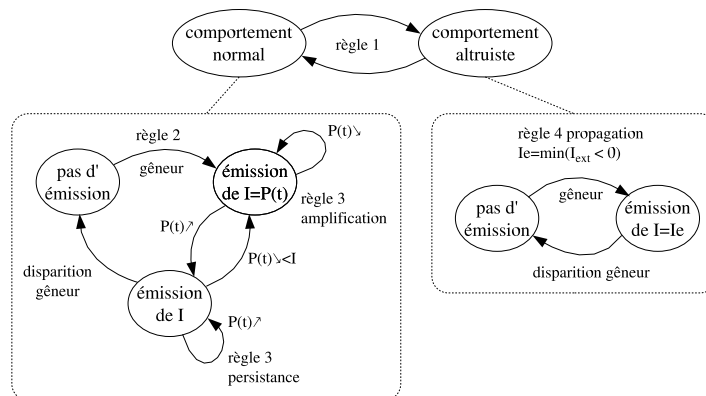 comportement
normal
règle 1
comportement
altruiste
règle 2
gêneur
P(t)↘
pas d'
émission
émission
de I=P(t)
règle 3
amplification
P(t)↗
P(t)↘<I
disparition
gêneur
émission
de I
P(t)↗
règle 3
persistance
règle 4 propagation
Ie=min(Iext < 0)
gêneur
pas d'
émission
émission
de I=Ie
disparition gêneur